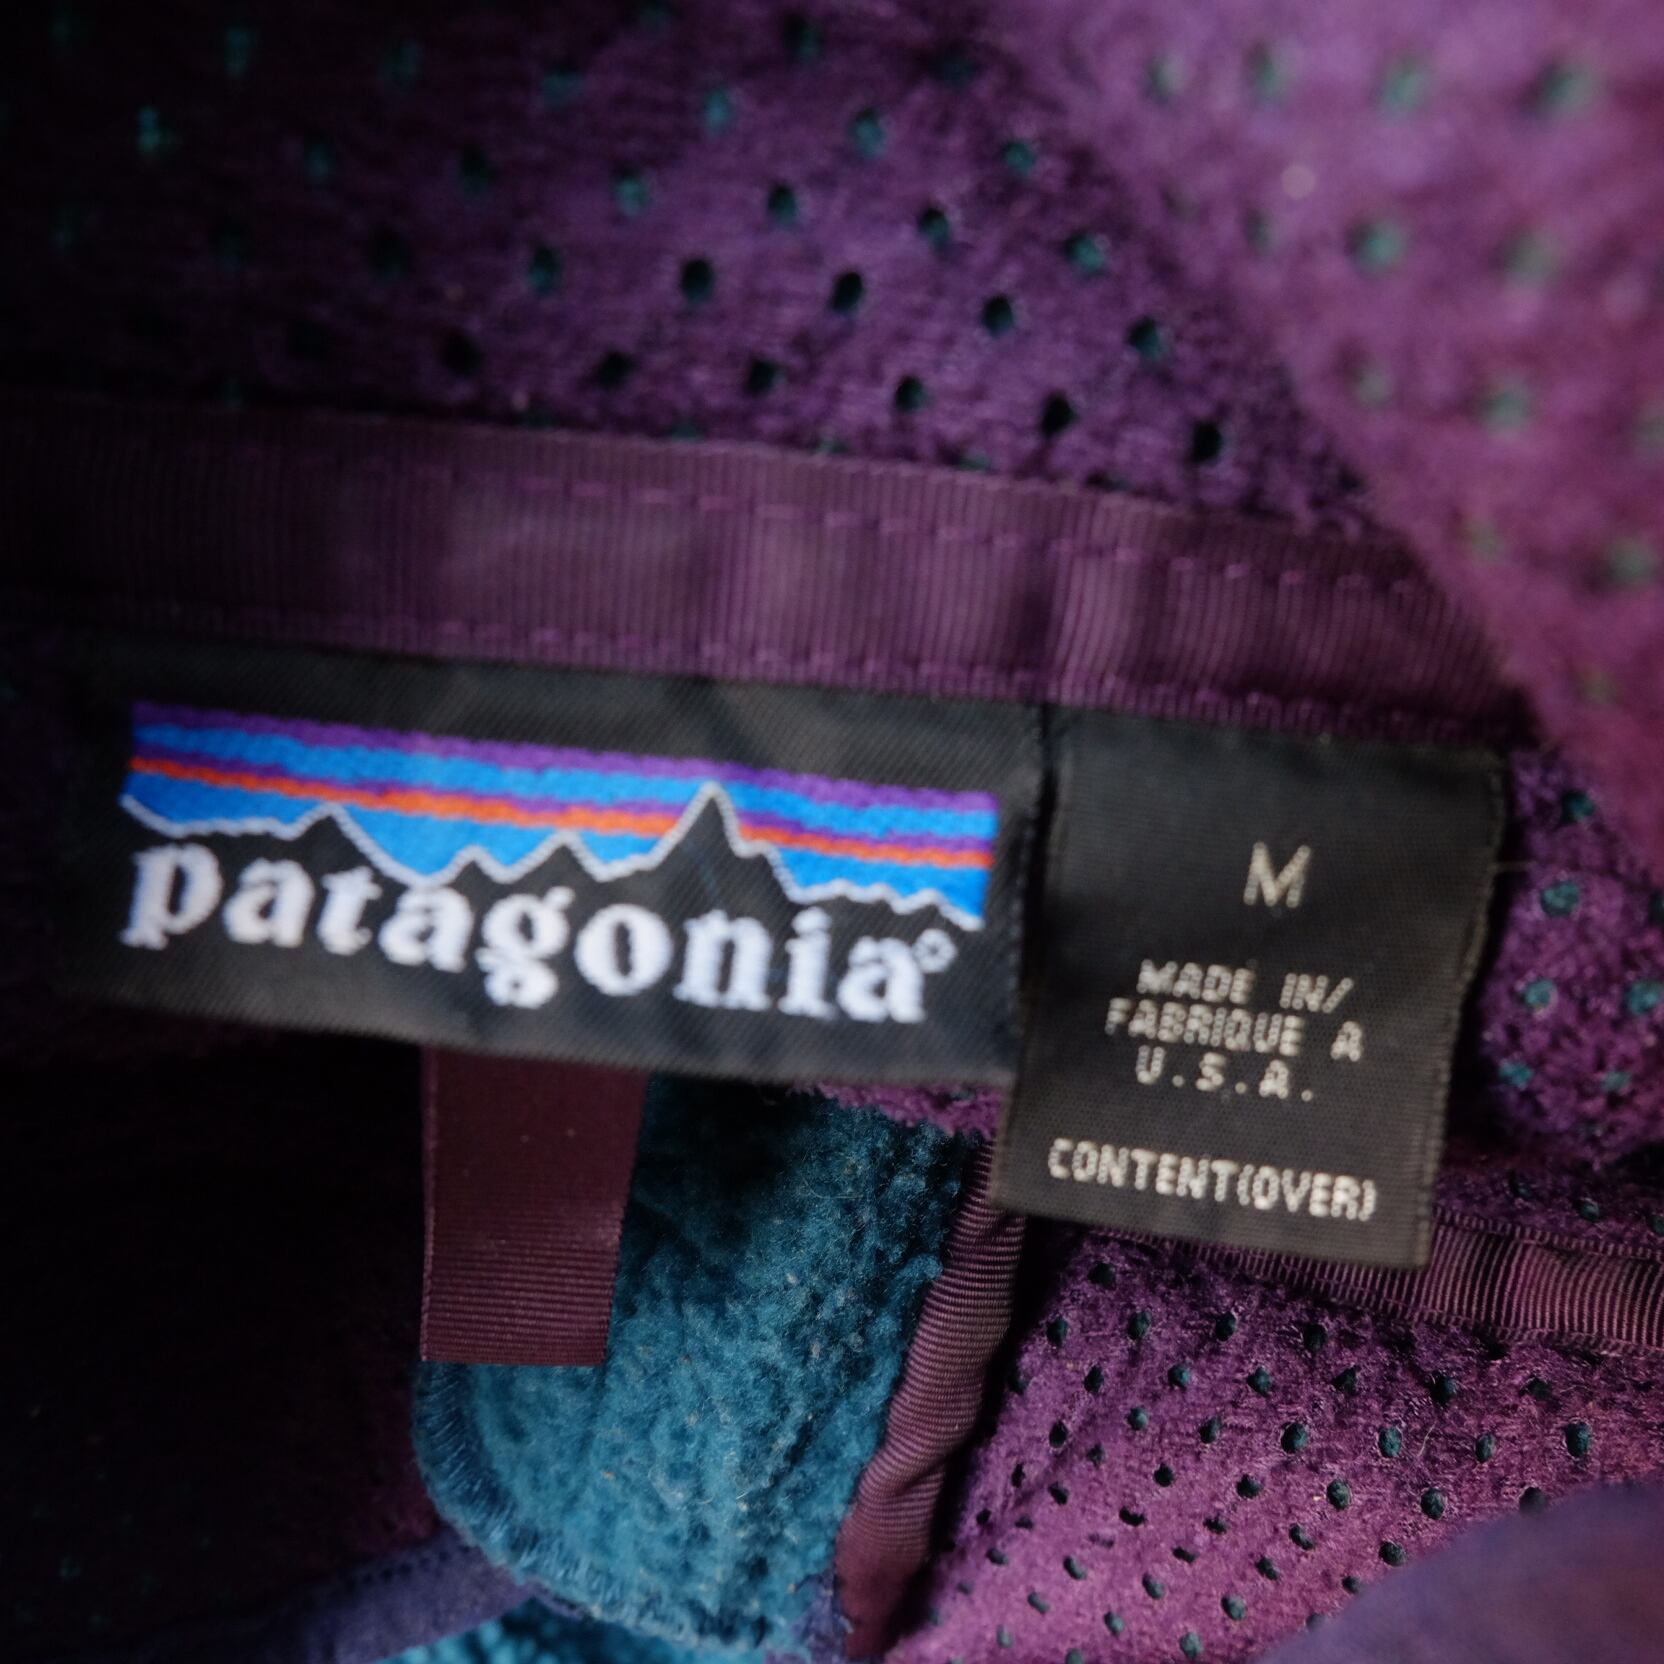 patagonia®
M
MADE IN/
FABRIQUE A
U.S.A.
CONTENT(OVER)